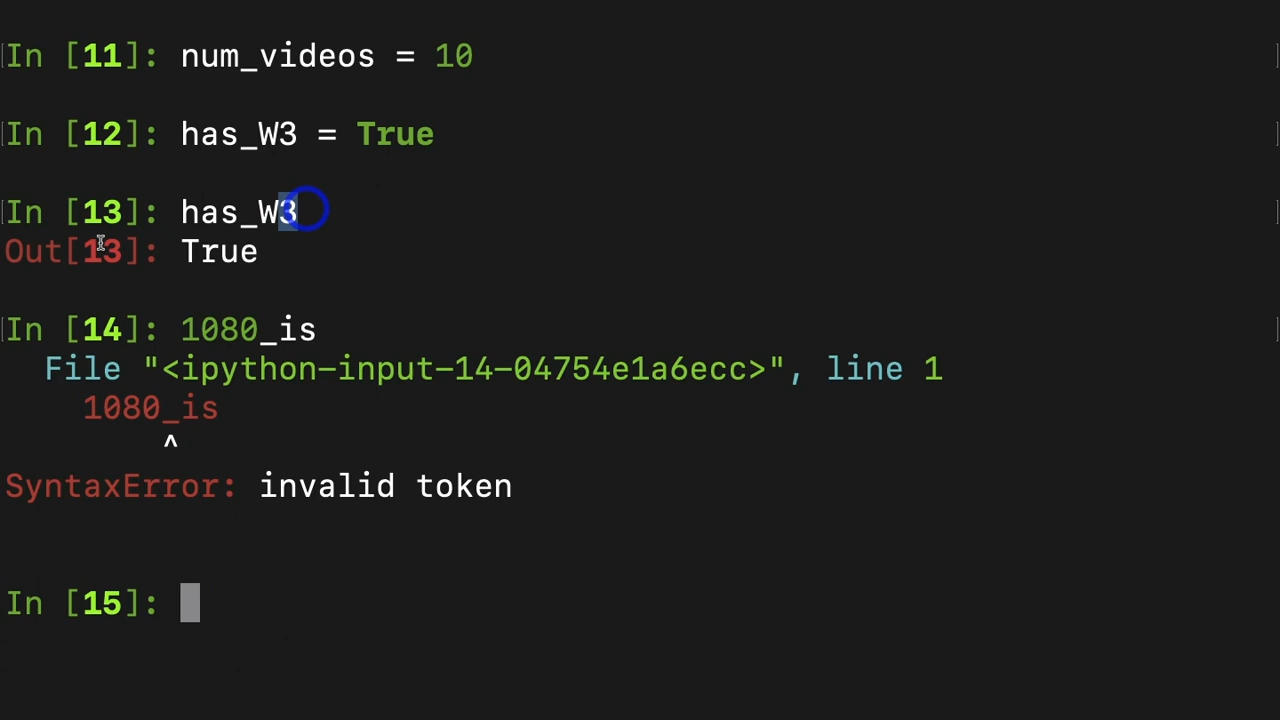 In [11]: num_videos = 10
In [12]: has_W3 = True
In [13]: has_W3
Out[13]: True
In [14]: 1080_is
File "<ipython-input-14-04754e1a6ecc>", line 1
1080_is
^
SyntaxError: invalid token
In [15]: